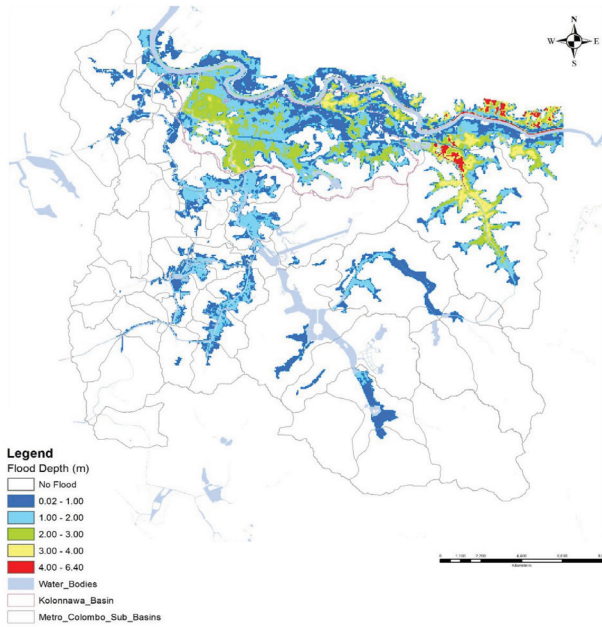 N
W E
S
Legend
Flood Depth (m)
No Flood
0.02 - 1.00
1.00 - 2.00
2.00 - 3.00
3.00 - 4.00
4.00 - 6.40
Water_Bodies
Kolonnawa_Basin
Metro_Colombo_Sub_Basins
0